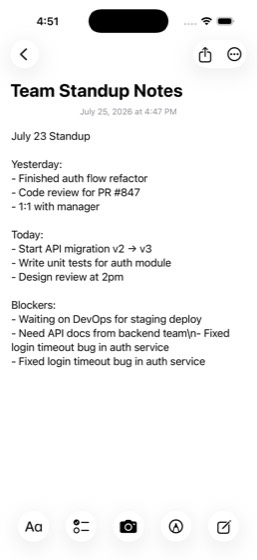 4:51
Team Standup Notes
July 25, 2026 at 4:47 PM
July 23 Standup
Yesterday:
- Finished auth flow refactor
- Code review for PR #847
- 1:1 with manager
Today:
- Start API migration v2 → v3
- Write unit tests for auth module
- Design review at 2pm
Blockers:
- Waiting on DevOps for staging deploy
- Need API docs from backend team\n- Fixed
login timeout bug in auth service
- Fixed login timeout bug in auth service
Aa